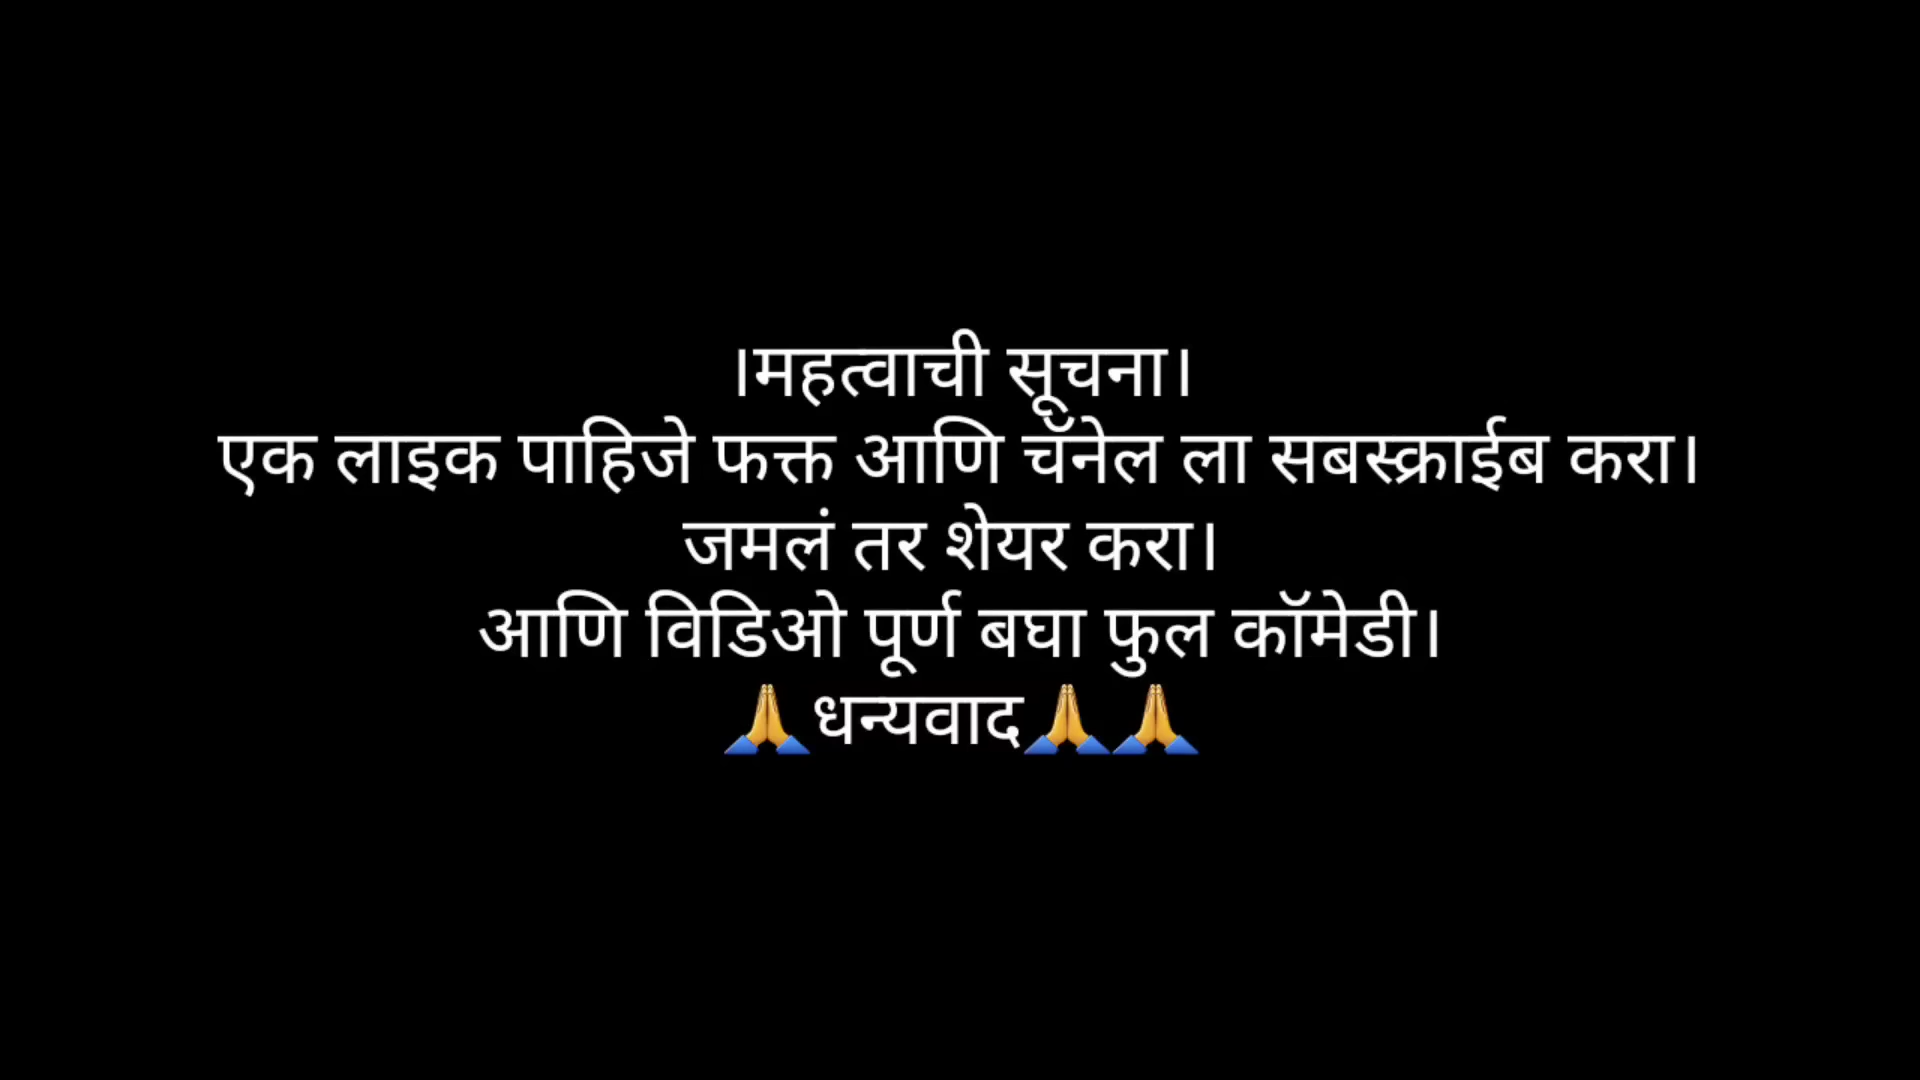 ।महत्वाची सूचना।
एक लाइक पाहिजे फक्त आणि चॅनेल ला सबस्क्राईब करा।
जमलं तर शेयर करा।
आणि विडिओ पूर्ण बघा फुल कॉमेडी।
🙏धन्यवाद🙏🙏